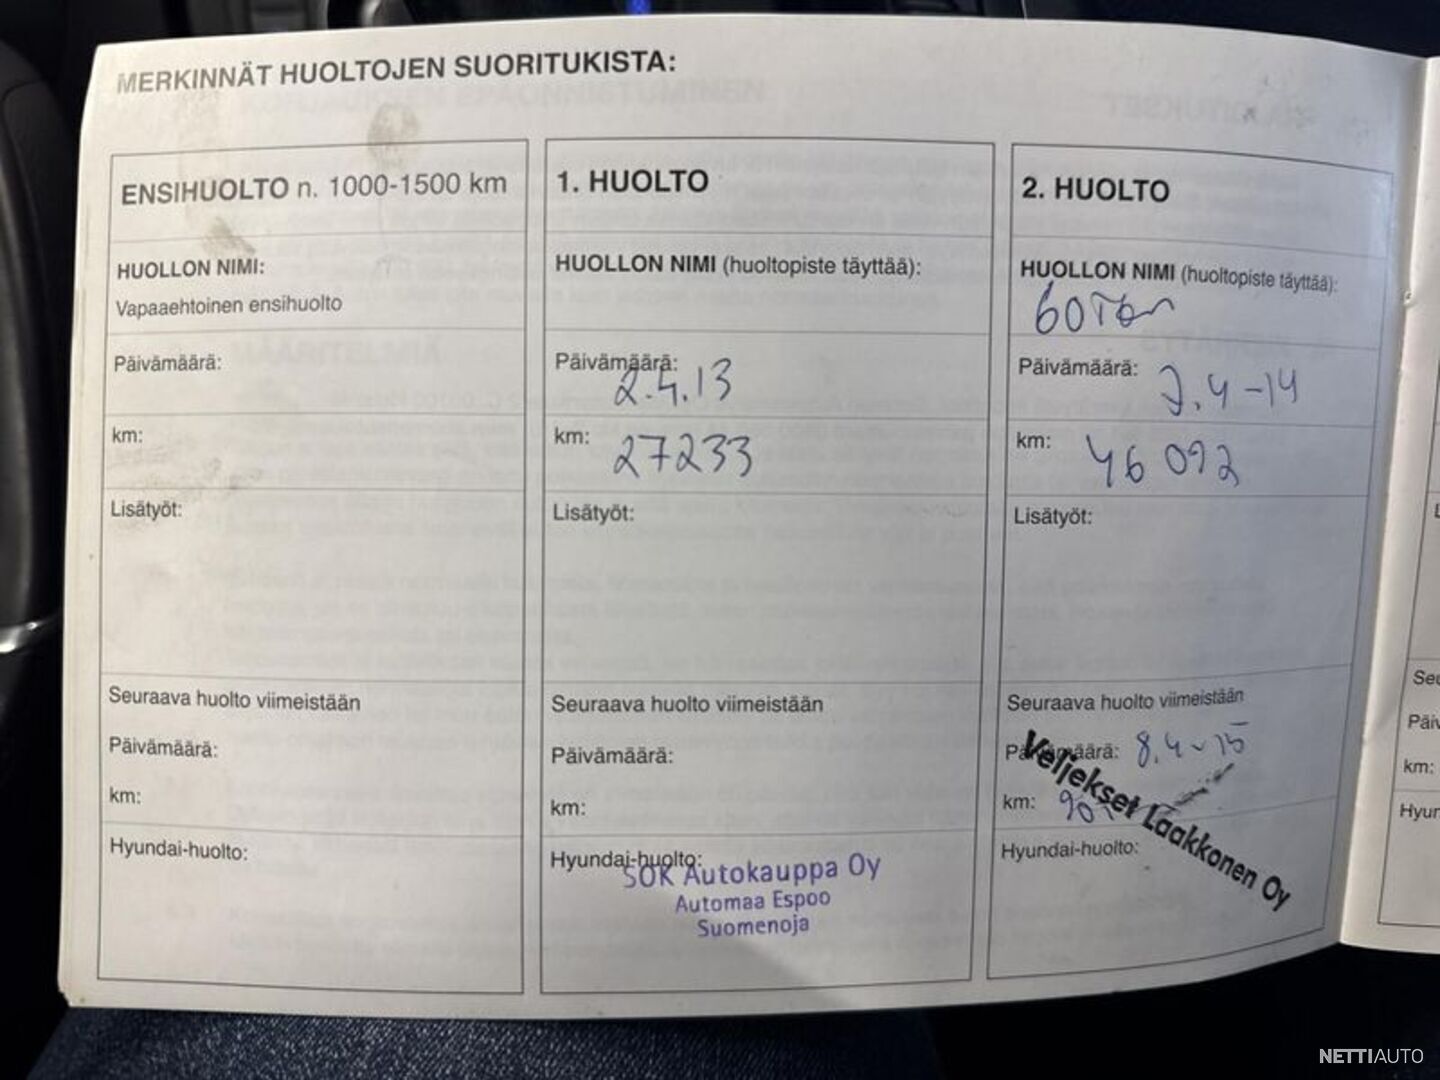 MERKINNÄT HUOLTOJEN SUORITUKISTA:
ENSIHUOLTO n. 1000-1500 km
HUOLLON NIMI:
Vapaaehtoinen ensihuolto
Päivämäärä:
km:
Lisätyöt:
Seuraava huolto viimeistään
Päivämäärä:
km:
Hyundai-huolto:
1. HUOLTO
HUOLLON NIMI (huoltopiste täyttää):
Päivämäärä:
2.4.13
km:
27233
Lisätyöt:
Seuraava huolto viimeistään
Päivämäärä:
km:
Hyundai-huolto:
SOK Autokauppa Oy
Automaa Espoo
Suomenoja
2. HUOLTO
HUOLLON NIMI (huoltopiste täyttää):
Päivämäärä:
km: 46 092
Lisätyöt:
Seuraava huolto viimeistään
Päivämäärä: 8.4-15
km:
Veljekset Laakkonen Oy
Hyundai-huolto:
Päiv
km:
NETTIAUTO